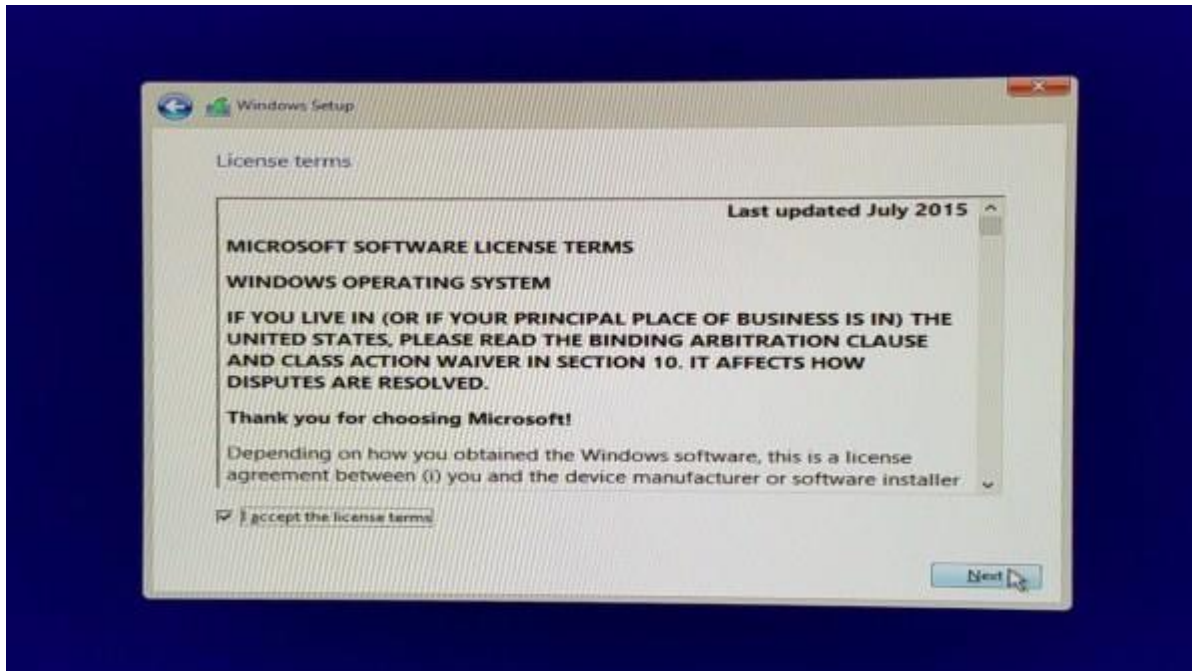 Windows Setup
License terms
Last updated July 2015
MICROSOFT SOFTWARE LICENSE TERMS
WINDOWS OPERATING SYSTEM
IF YOU LIVE IN (OR IF YOUR PRINCIPAL PLACE OF BUSINESS IS IN) THE
UNITED STATES, PLEASE READ THE BINDING ARBITRATION CLAUSE
AND CLASS ACTION WAIVER IN SECTION 10. IT AFFECTS HOW
DISPUTES ARE RESOLVED.
Thank you for choosing Microsoft!
Depending on how you obtained the Windows software, this is a license
agreement between (i) you and the device manufacturer or software installer
I accept the license terms
Next